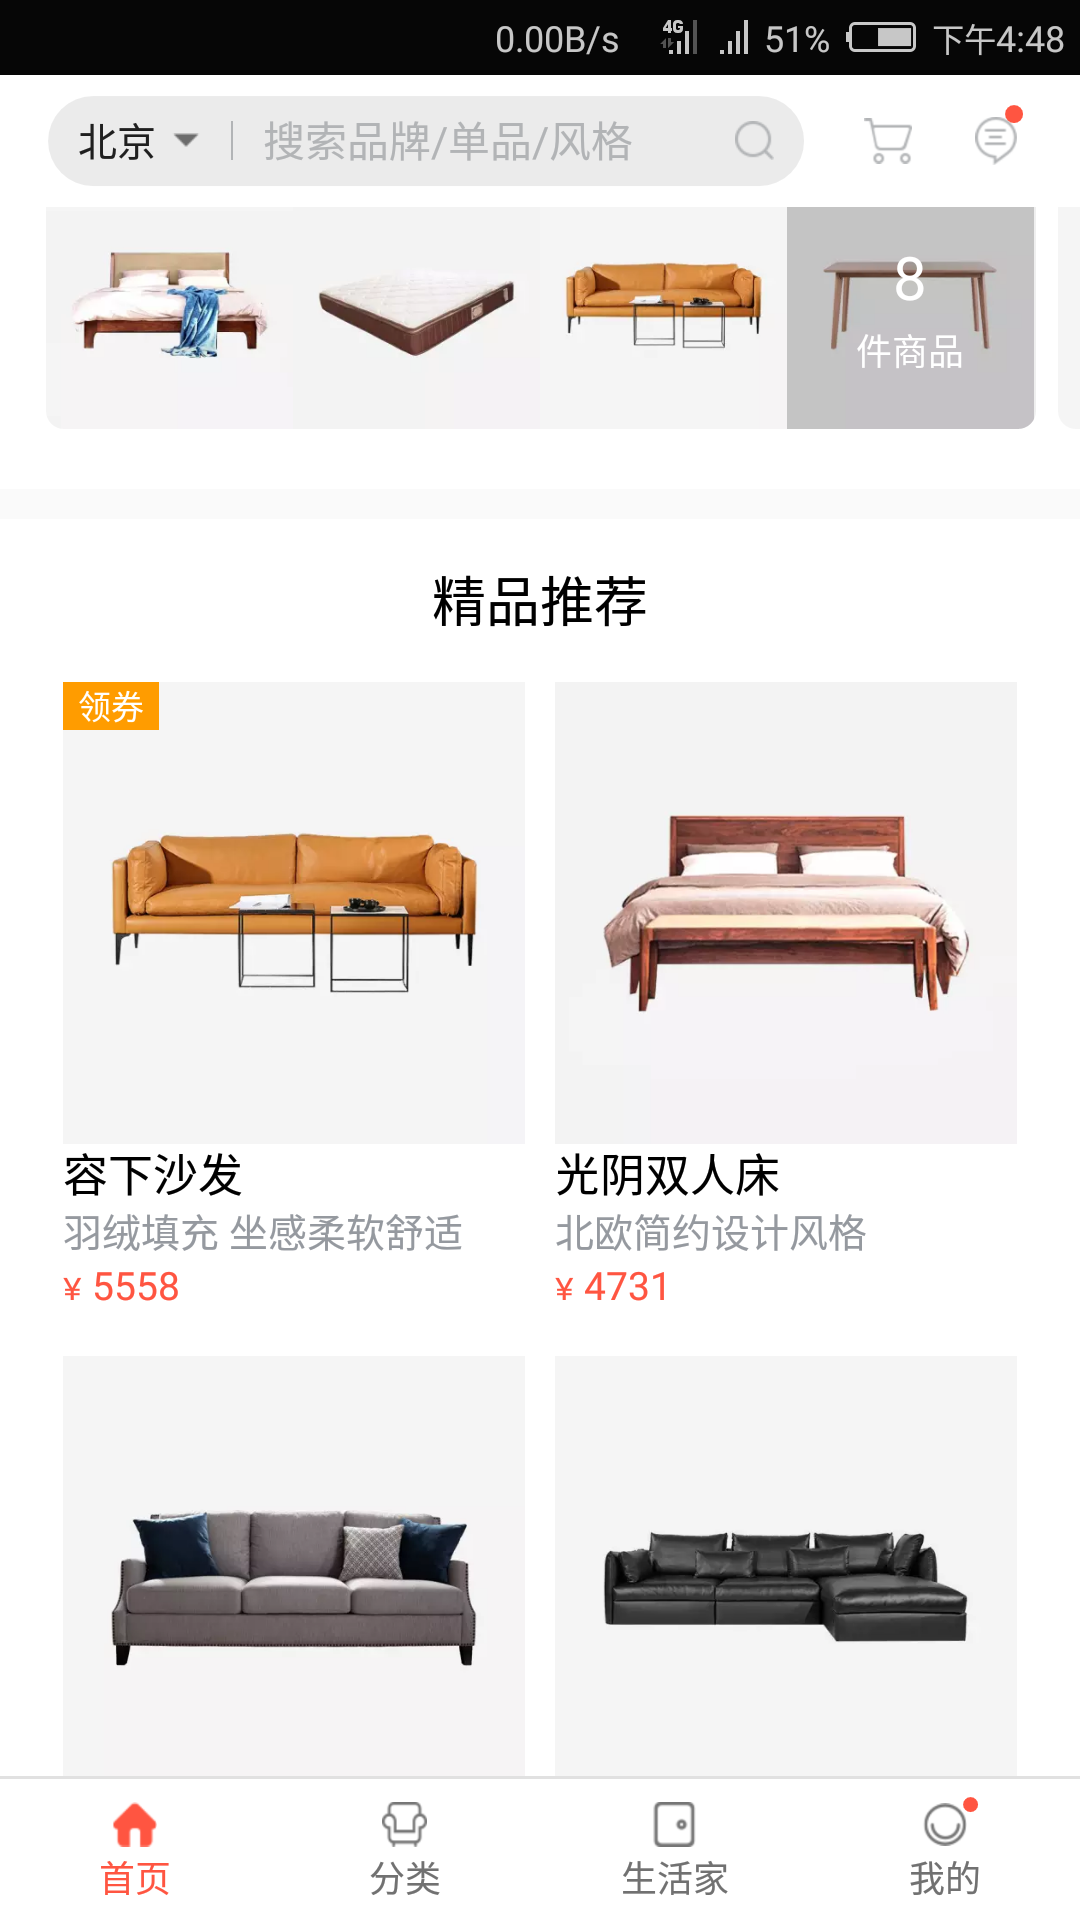 0.00B/s 4G 51% 下午4:48
北京 搜索品牌/单品/风格
8
件商品
精品推荐
领券
容下沙发
羽绒填充 坐感柔软舒适
¥ 5558
光阴双人床
北欧简约设计风格
¥ 4731
首页 分类 生活家 我的